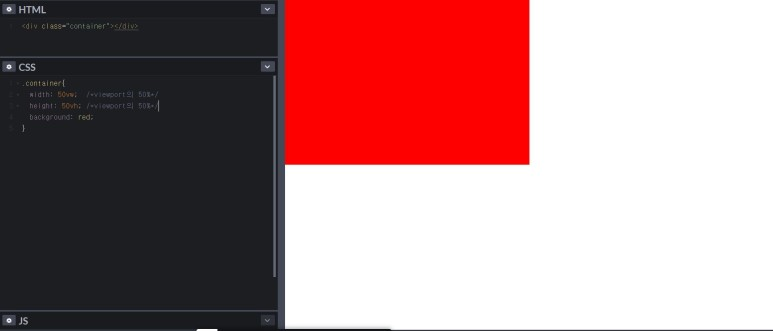 HTML
<div class="container"></div>
CSS
.container{
width: 50vw; /*viewport의 50%*/
height: 50vh; /*viewport의 50%*/
background: red;
}
JS